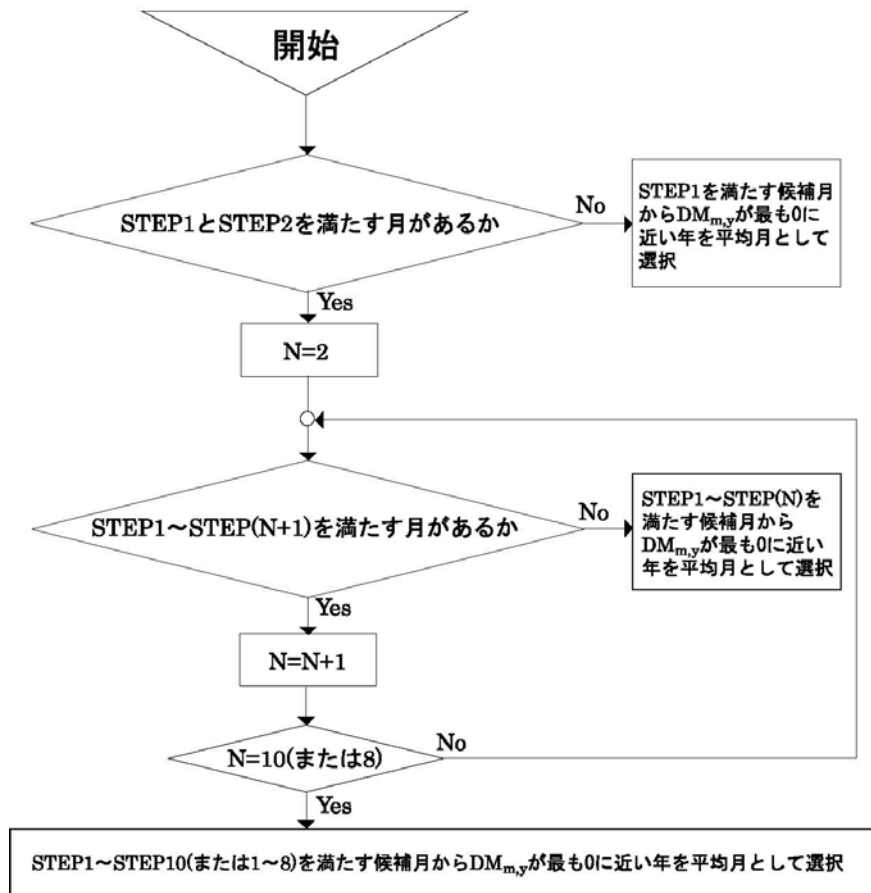 開始
STEP1とSTEP2を満たす月があるか
No
STEP1を満たす候補月
からDMm,yが最も0に
近い年を平均月として
選択
Yes
N=2
STEP1~STEP(N+1)を満たす月があるか
No
STEP1~STEP(N)を
満たす候補月から
DMm,yが最も0に近い
年を平均月として選択
Yes
N=N+1
N=10(または8)
No
Yes
STEP1~STEP10(または1~8)を満たす候補月からDMm,yが最も0に近い年を平均月として選択